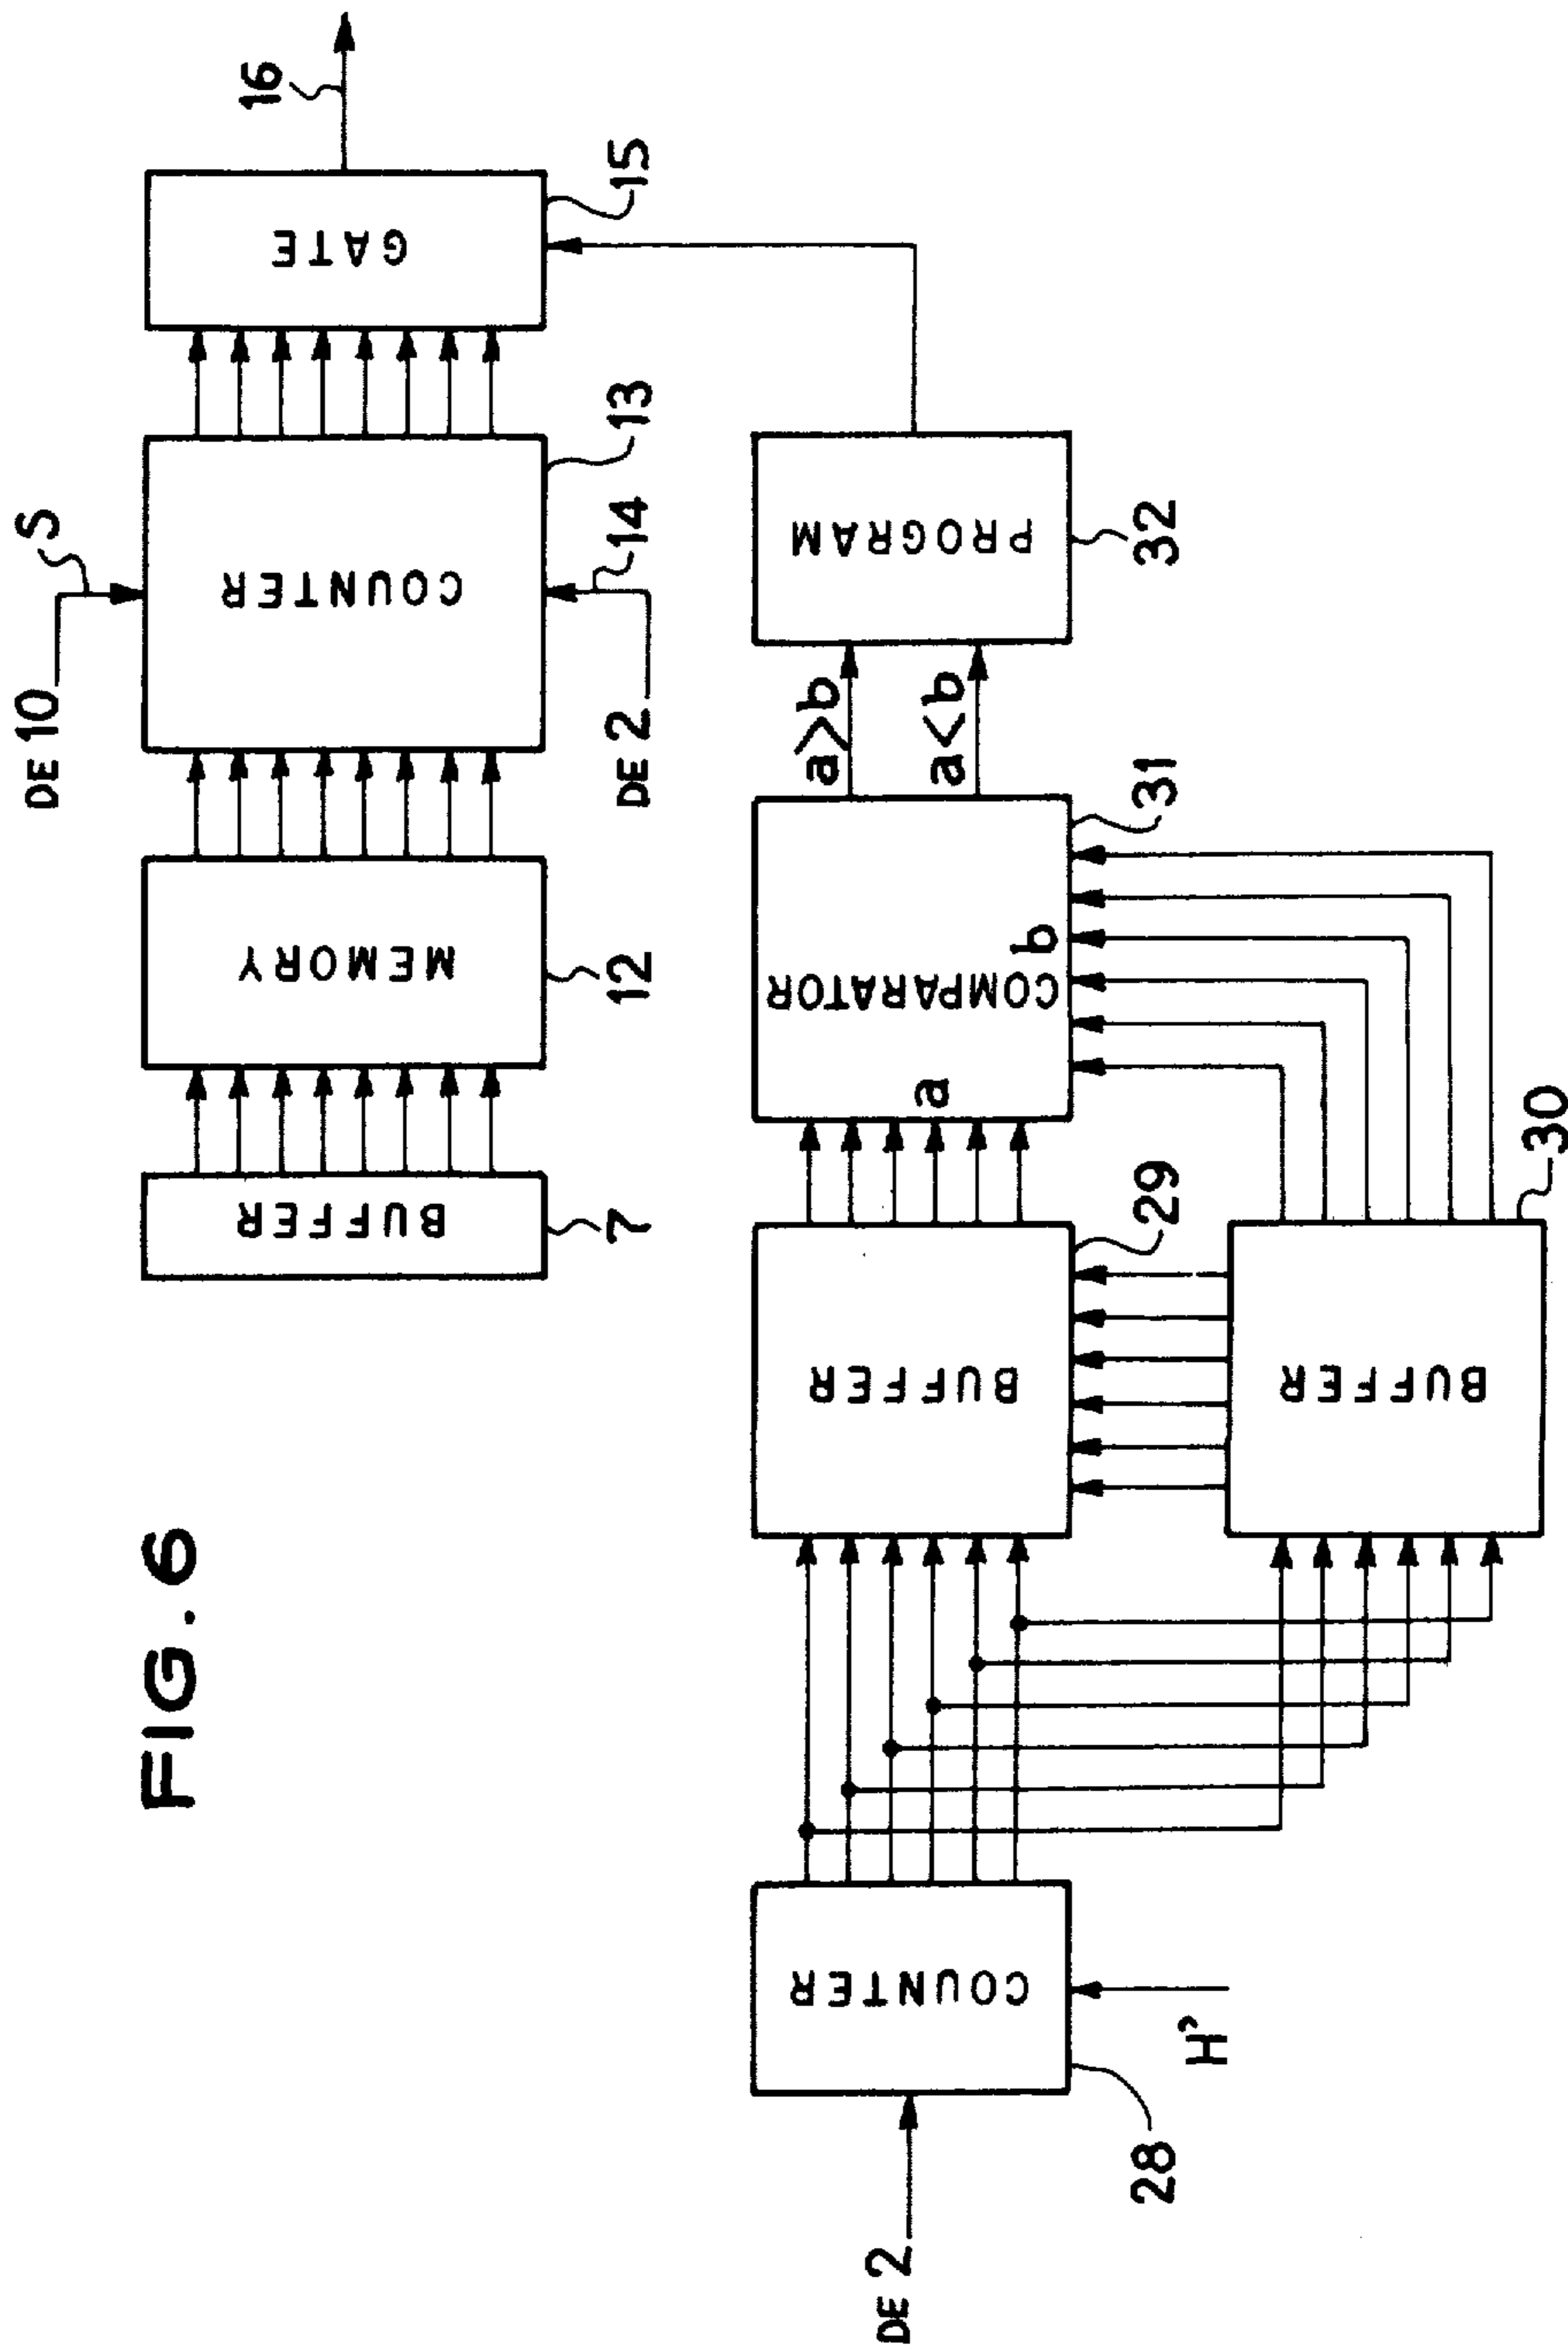 FIG. 6
DE 10
S
BUFFER
7
MEMORY
12
COUNTER
13
DE 2
14
GATE
15
16
DE 2
COUNTER
28
H'
BUFFER
29
BUFFER
30
a
COMPARATOR
b
31
a>b
a<b
PROGRAM
32